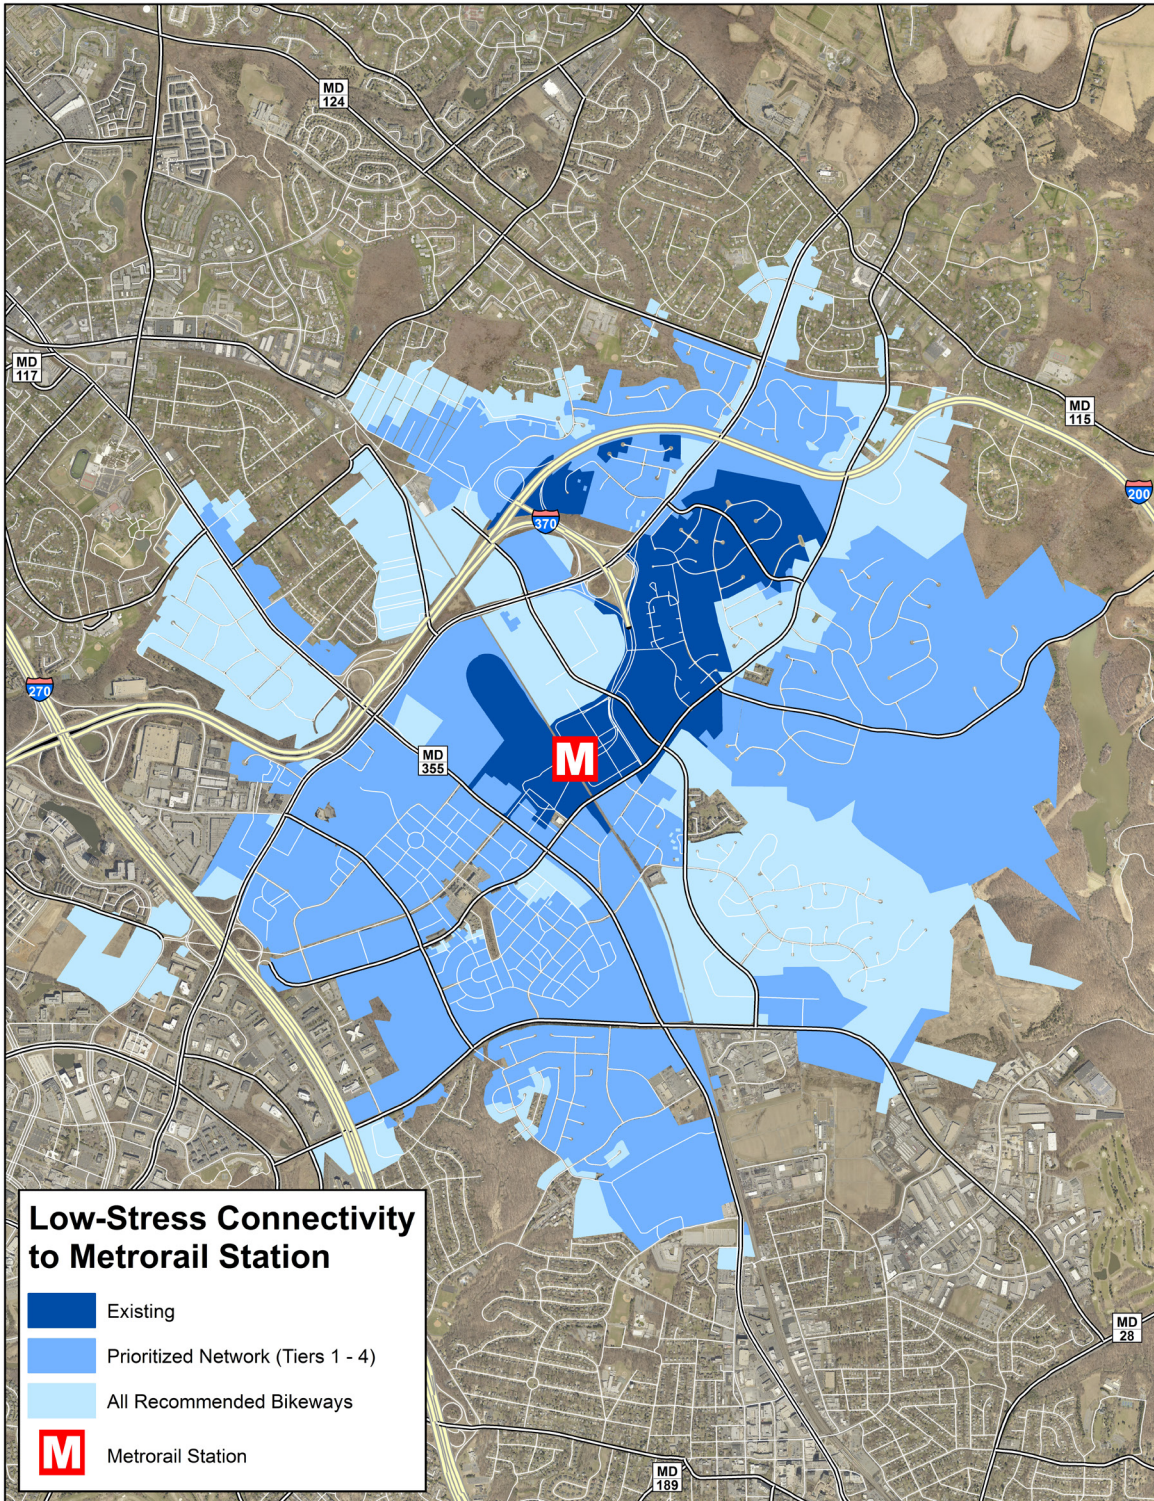 MD
124
MD
117
MD
115
200
370
270
MD
355
Low-Stress Connectivity
to Metrorail Station
Existing
Prioritized Network (Tiers 1 - 4)
All Recommended Bikeways
M
Metrorail Station
M
MD
28
MD
189